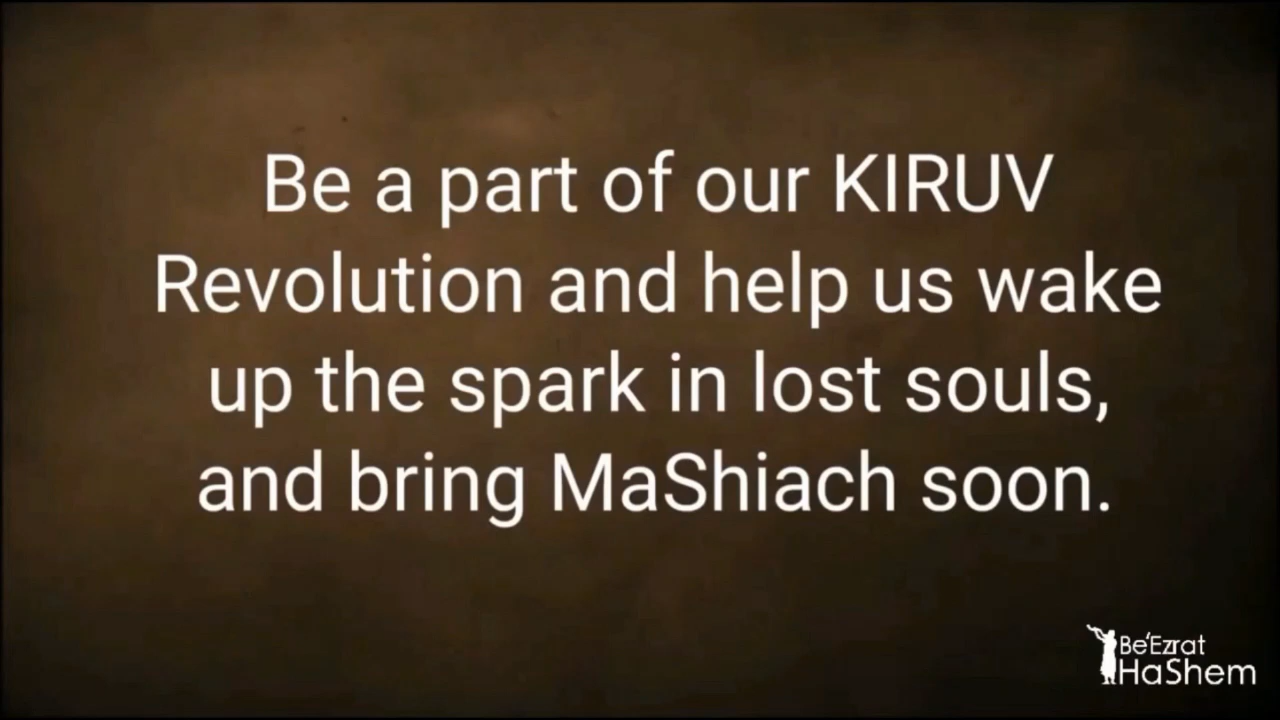 Be a part of our KIRUV
Revolution and help us wake
up the spark in lost souls,
and bring MaShiach soon.
Be'Ezrat
HaShem